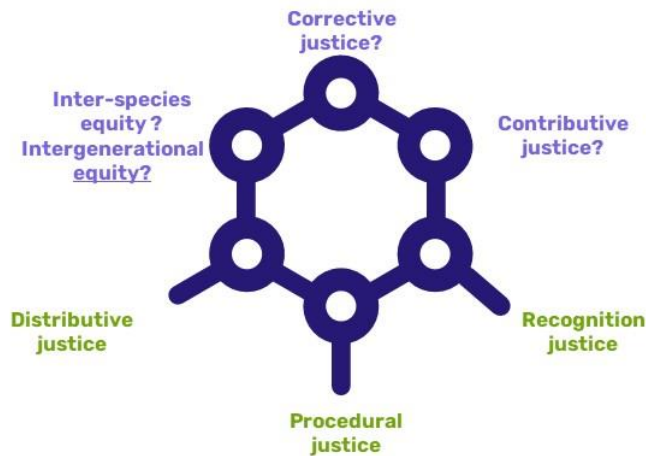 Corrective
justice?
Inter-species
equity ?
Intergenerational
equity?
Contributive
justice?
Distributive
justice
Recognition
justice
Procedural
justice